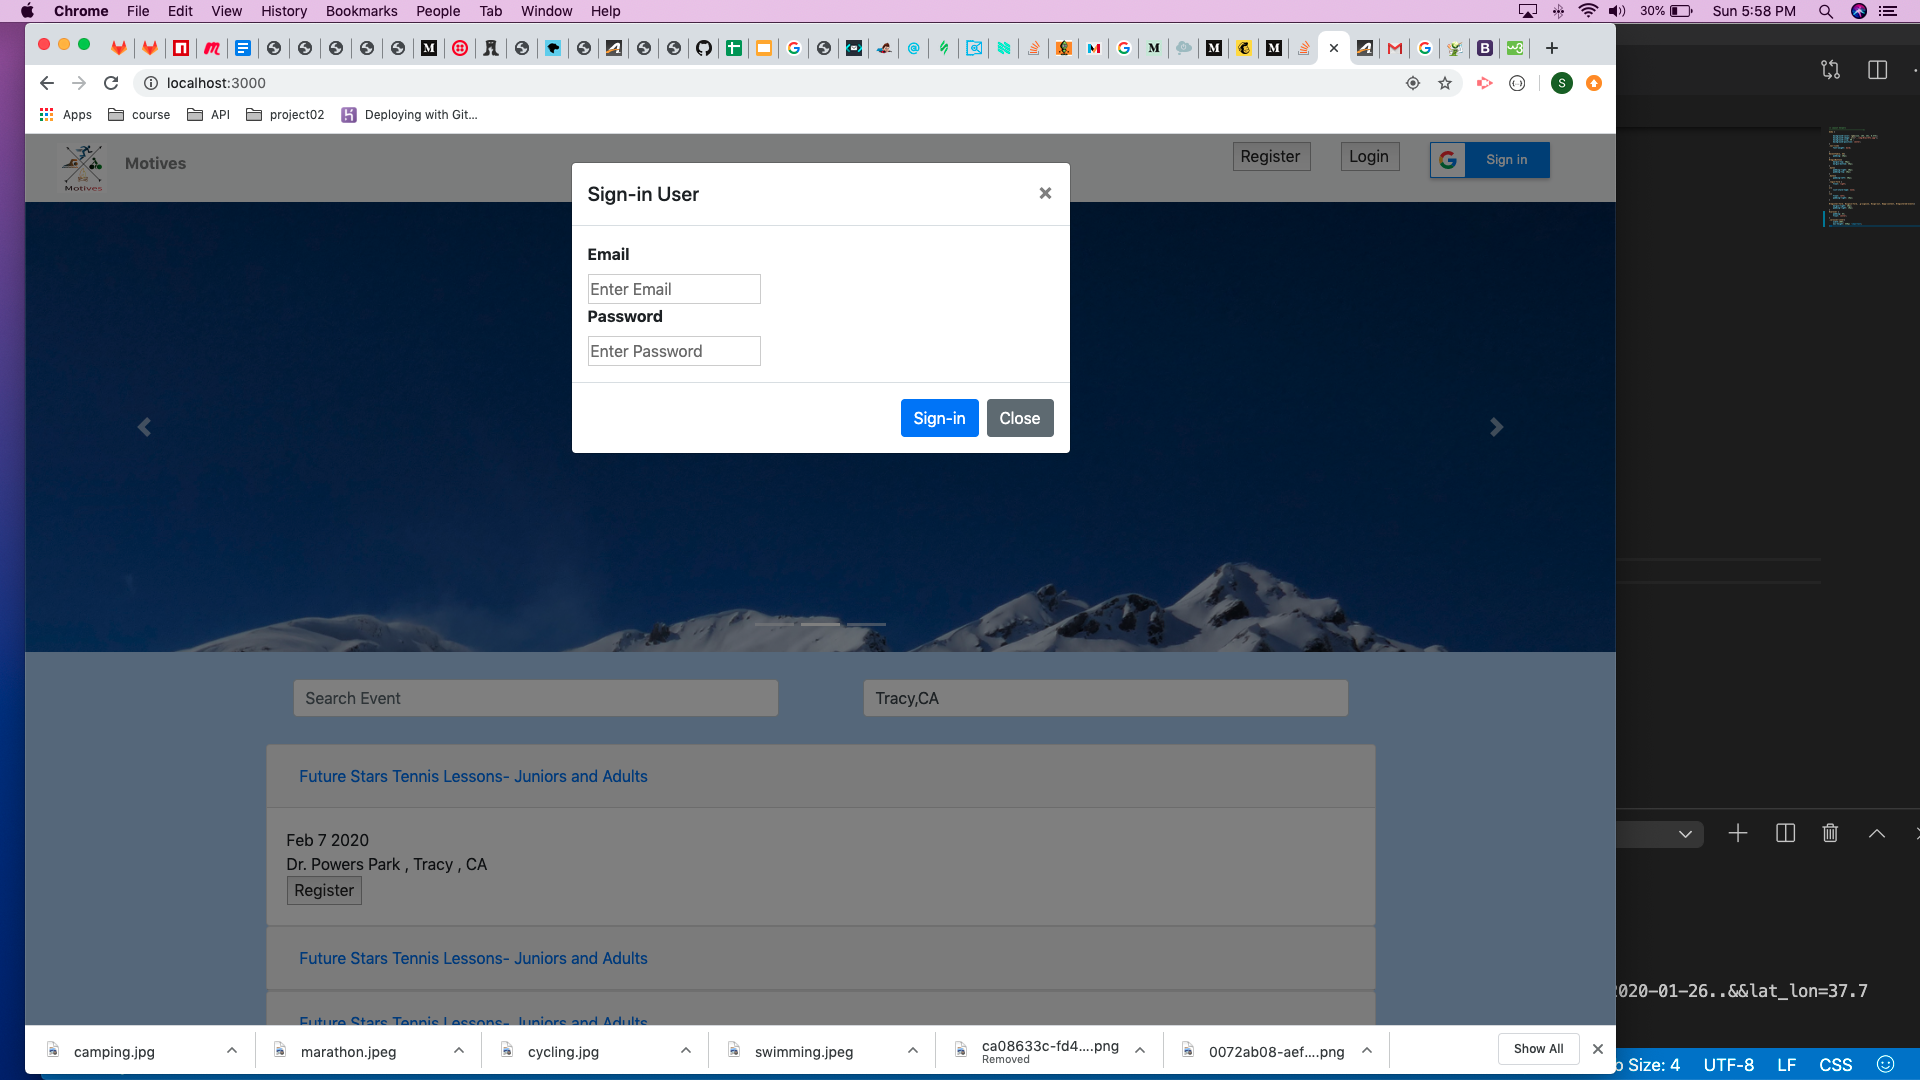 Chrome File Edit View History Bookmarks People Tab Window Help 30% Sun 5:58 PM
localhost:3000 S
Apps course API project02 Deploying with Git...
Motives Motives Register Login Sign in
Sign-in User ×
Email
Enter Email
Password
Enter Password
Sign-in Close
Search Event Tracy,CA
Future Stars Tennis Lessons- Juniors and Adults
Feb 7 2020
Dr. Powers Park , Tracy , CA
Register
Future Stars Tennis Lessons- Juniors and Adults
Future Stars Tennis Lessons- Juniors and Adults
2020-01-26..&&lat_lon=37.7
camping.jpg marathon.jpeg cycling.jpg swimming.jpeg ca08633c-fd4....png Removed 0072ab08-aef....png Show All
Size: 4 UTF-8 LF CSS